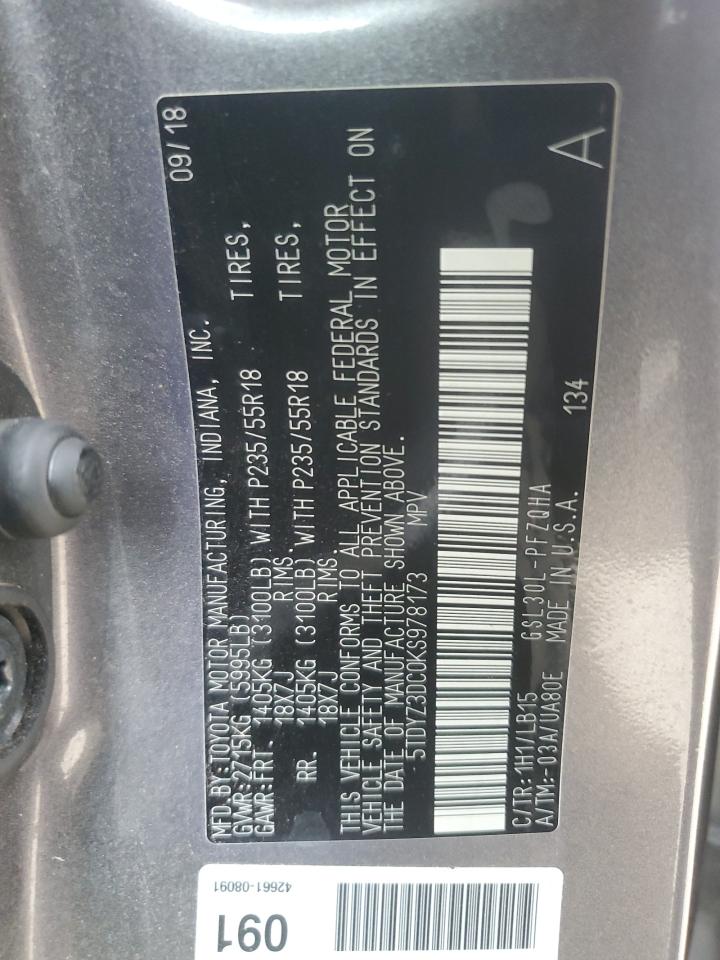 MFD BY:TOYOTA MOTOR MANUFACTURING, INDIANA, INC. 09/18
GVWR:2715KG (5995LB)
GAWR:FRT. 1405KG (3100LB) WITH P235/55R18 TIRES,
18X7J RIMS.
RR. 1405KG (3100LB) WITH P235/55R18 TIRES,
18X7J RIMS.
THIS VEHICLE CONFORMS TO ALL APPLICABLE FEDERAL MOTOR
VEHICLE SAFETY AND THEFT PREVENTION STANDARDS IN EFFECT ON
THE DATE OF MANUFACTURE SHOWN ABOVE.
5TDYZ3DC0KS978173 MPV
C/TR: 1H1/LB15 GSL30L-PFZQHA
A/TM:- 03A/UA80E MADE IN U.S.A. 134 A
42661-08091
091